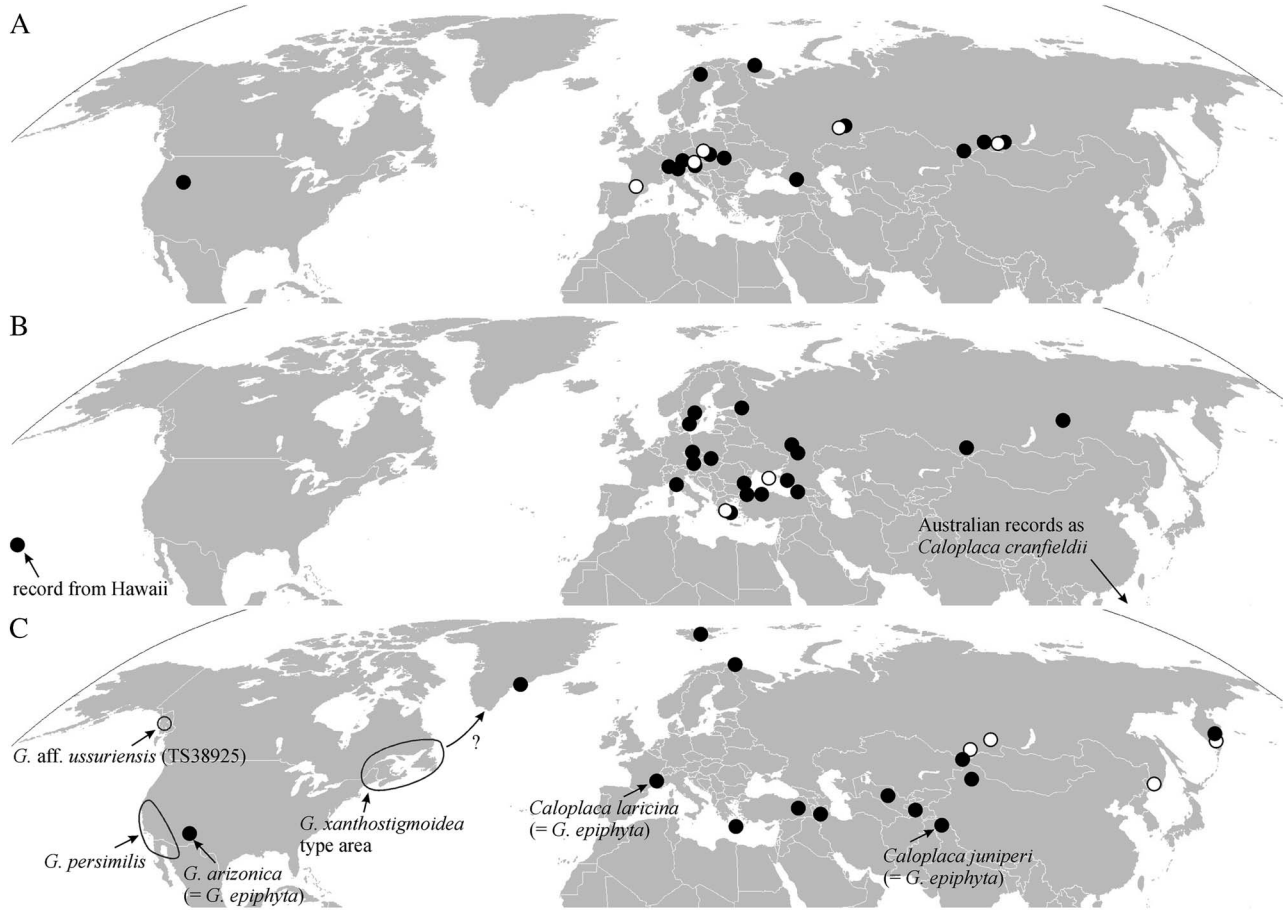 A
B
record from Hawaii
Australian records as
Caloplaca cranfieldii
C
G. aff. ussuriensis (TS38925)
?
G. xanthostigmoidea
type area
G. persimilis
G. arizonica
(= G. epiphyta)
Caloplaca laricina
(= G. epiphyta)
Caloplaca juniperi
(= G. epiphyta)